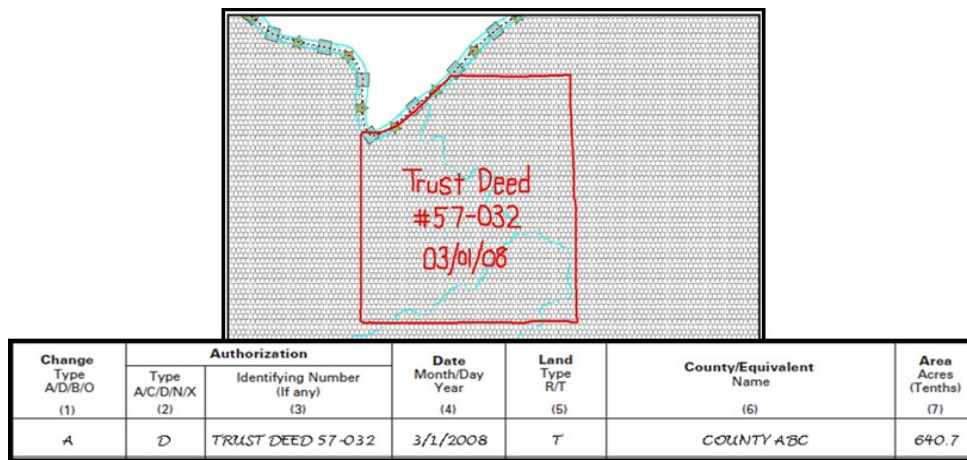 Trust Deed
#57-032
03/01/08
Change
Type
A/D/B/O
(1)
Authorization
Type
A/C/D/N/X
(2)
Identifying Number
(If any)
(3)
Date
Month/Day
Year
(4)
Land
Type
R/T
(5)
County/Equivalent
Name
(6)
Area
Acres
(Tenths)
(7)
A D TRUST DEED 57-032 3/1/2008 T COUNTY ABC 640.7